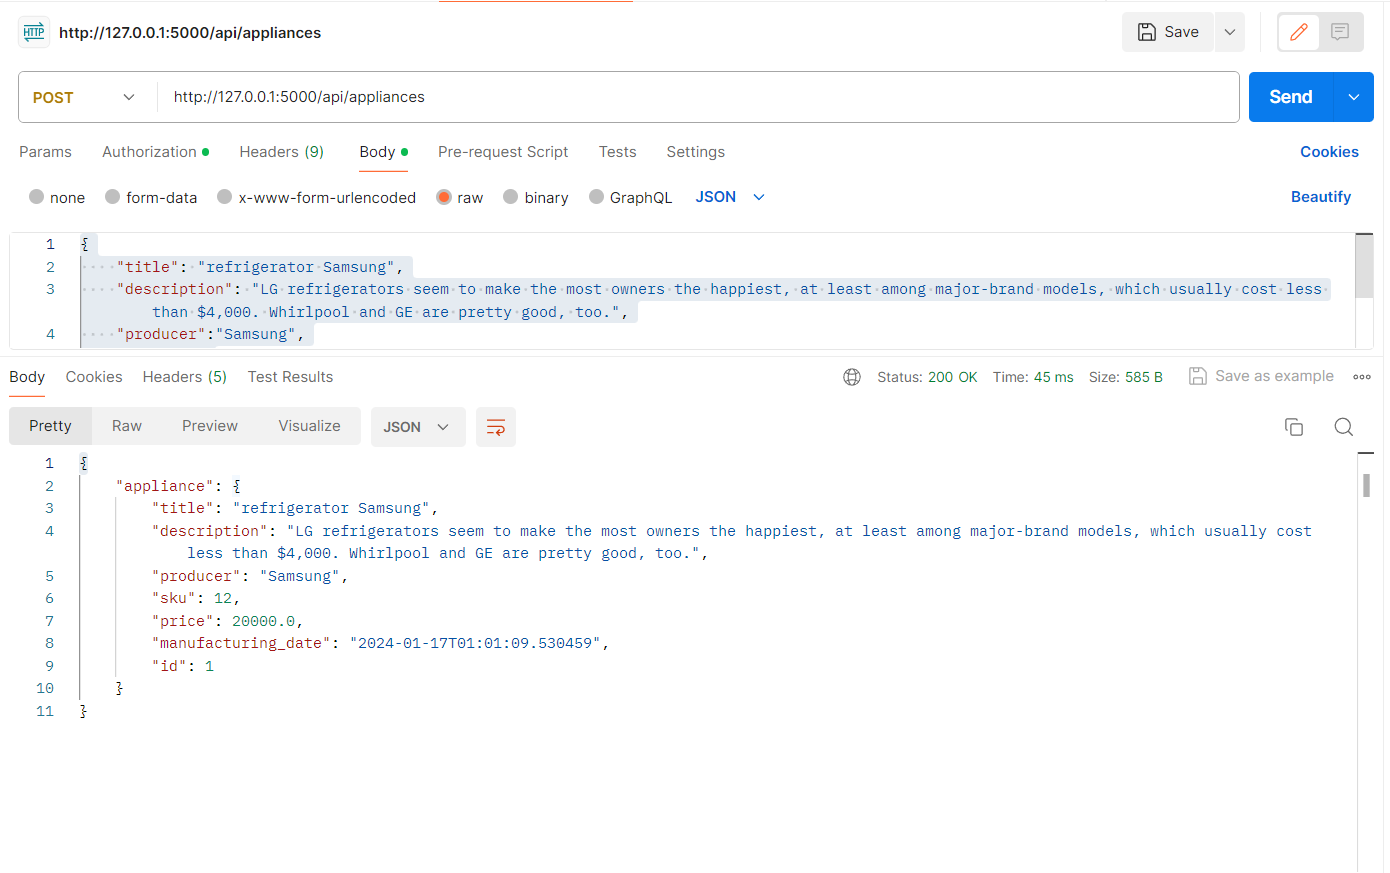 HTTP http://127.0.0.1:5000/api/appliances Save
POST http://127.0.0.1:5000/api/appliances Send
Params Authorization Headers (9) Body Pre-request Script Tests Settings Cookies
none form-data x-www-form-urlencoded raw binary GraphQL JSON Beautify
1 {
2 "title": "refrigerator Samsung",
3 "description": "LG refrigerators seem to make the most owners the happiest, at least among major-brand models, which usually cost less
than $4,000. Whirlpool and GE are pretty good, too.",
4 "producer":"Samsung",
Body Cookies Headers (5) Test Results Status: 200 OK Time: 45 ms Size: 585 B Save as example
Pretty Raw Preview Visualize JSON
1 {
2 "appliance": {
3 "title": "refrigerator Samsung",
4 "description": "LG refrigerators seem to make the most owners the happiest, at least among major-brand models, which usually cost
less than $4,000. Whirlpool and GE are pretty good, too.",
5 "producer": "Samsung",
6 "sku": 12,
7 "price": 20000.0,
8 "manufacturing_date": "2024-01-17T01:01:09.530459",
9 "id": 1
10 }
11 }